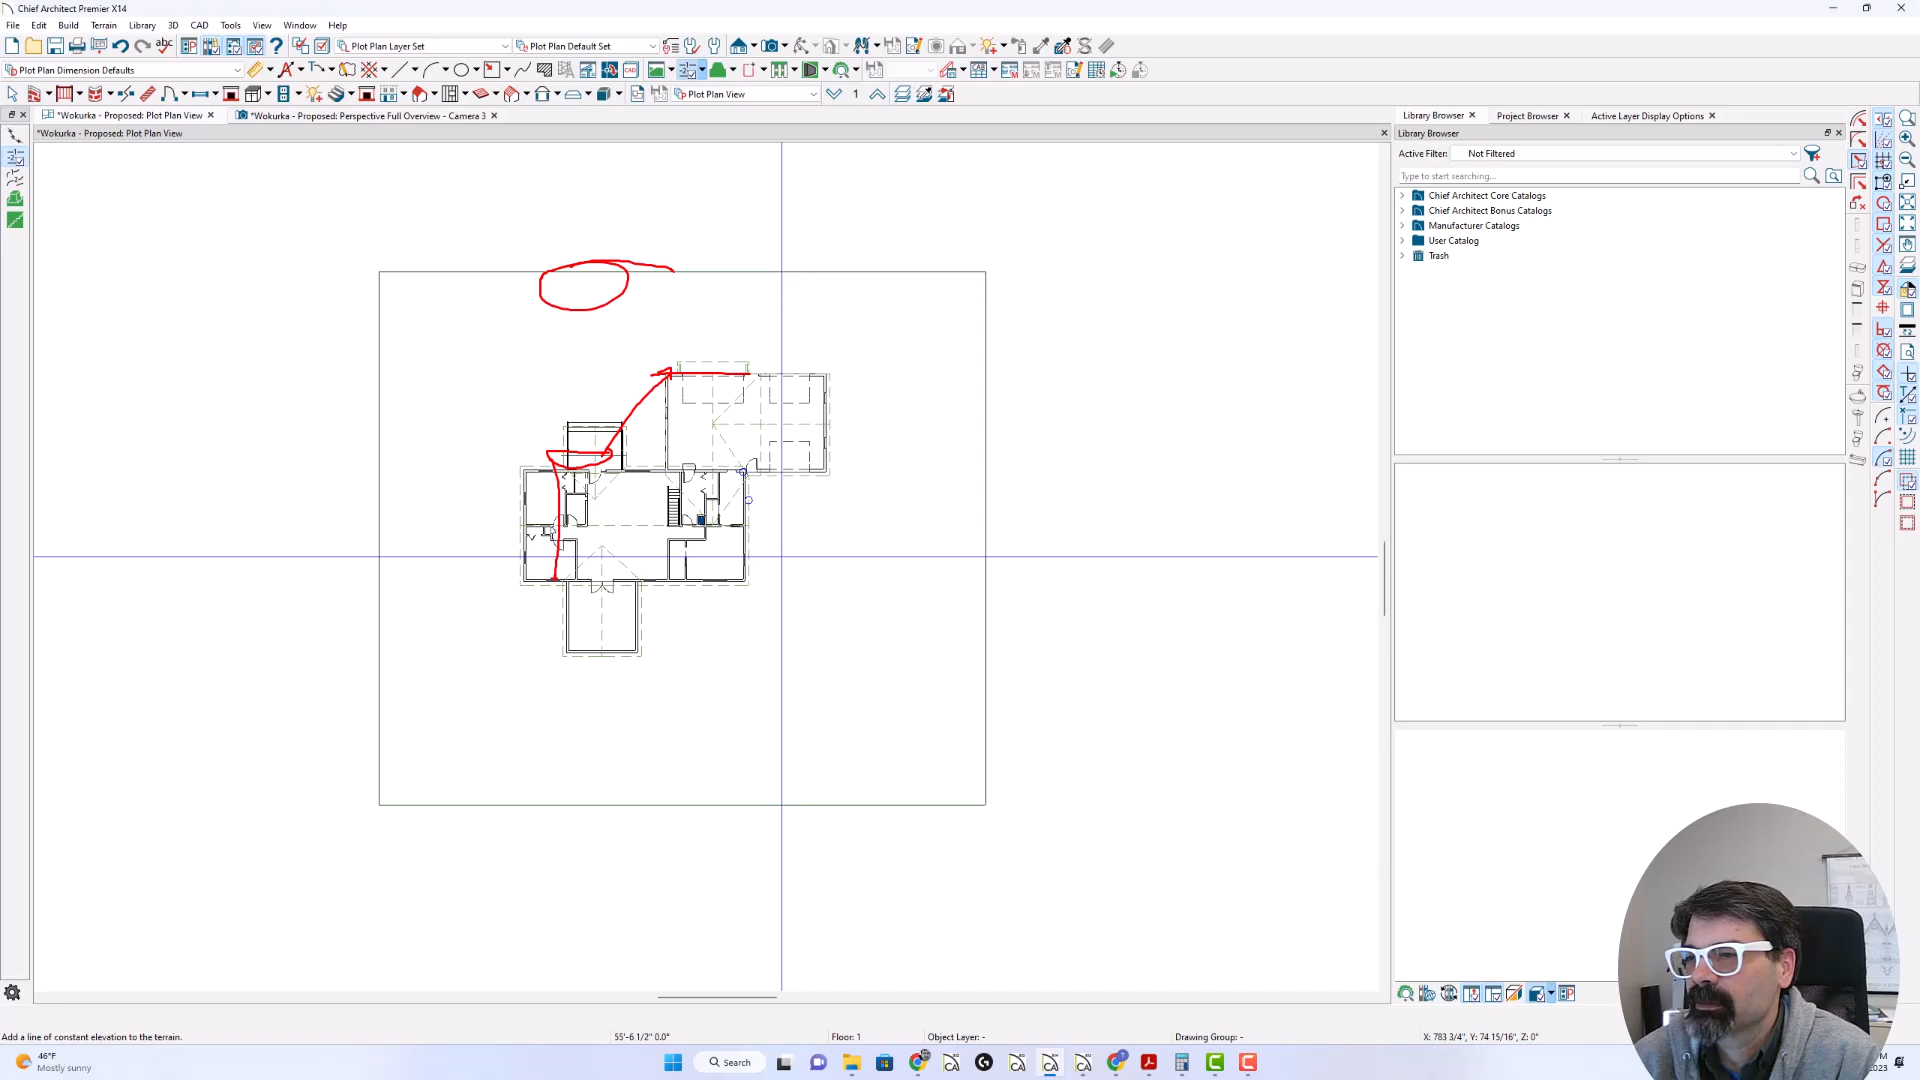 Chief Architect Premier X14
File Edit Build Terrain Library 3D CAD Tools View Window Help
Plot Plan Layer Set Plot Plan Default Set
Plot Plan Dimension Defaults
Plot Plan View 1
*Wokurka - Proposed: Plot Plan View *Wokurka - Proposed: Perspective Full Overview - Camera 3
*Wokurka - Proposed: Plot Plan View
Library Browser Project Browser Active Layer Display Options
Library Browser
Active Filter: Not Filtered
Type to start searching...
Chief Architect Core Catalogs
Chief Architect Bonus Catalogs
Manufacturer Catalogs
User Catalog
Trash
Add a line of constant elevation to the terrain. 55'-6 1/2" 0.0° Floor: 1 Object Layer: - Drawing Group: - X: 783 3/4", Y: 74 15/16", Z: 0"
46°F
Mostly sunny
Search